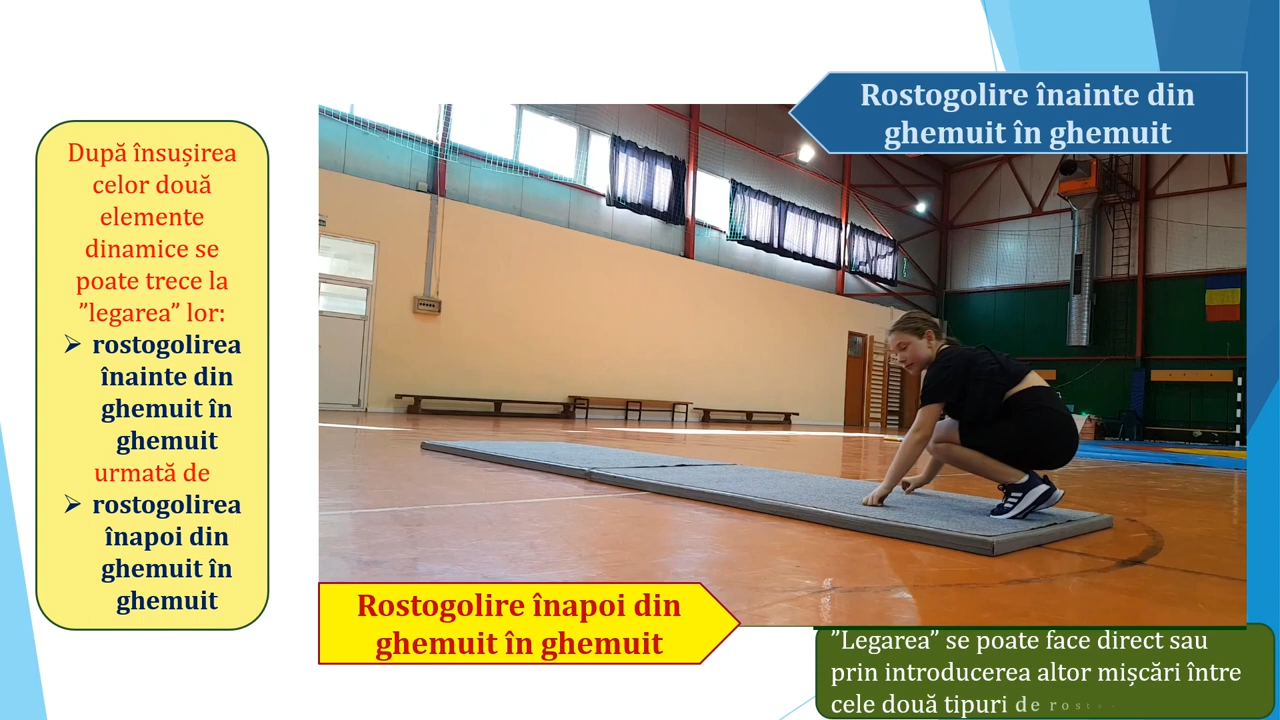 După însușirea
celor două
elemente
dinamice se
poate trece la
”legarea” lor:
➢ rostogolirea
înainte din
ghemuit în
ghemuit
urmată de
➢ rostogolirea
înapoi din
ghemuit în
ghemuit
Rostogolire înainte din
ghemuit în ghemuit
Rostogolire înapoi din
ghemuit în ghemuit
”Legarea” se poate face direct sau
prin introducerea altor mișcări între
cele două tipuri de